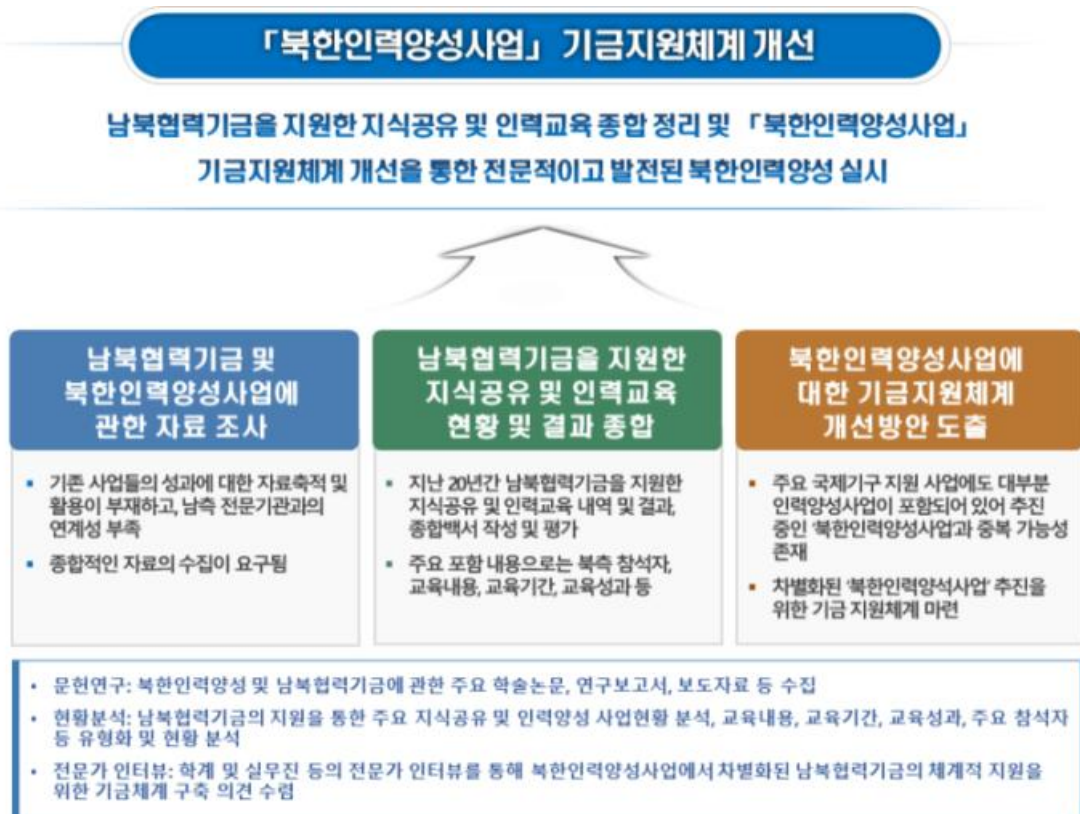 「북한인력양성사업」 기금지원체계 개선
남북협력기금을 지원한 지식공유 및 인력교육 종합 정리 및 「북한인력양성사업」
기금지원체계 개선을 통한 전문적이고 발전된 북한인력양성 실시
남북협력기금 및
북한인력양성사업에
관한 자료 조사
▪ 기존 사업들의 성과에 대한 자료축적 및
활용이 부재하고, 남측 전문기관과의
연계성 부족
▪ 종합적인 자료의 수집이 요구됨
남북협력기금을 지원한
지식공유 및 인력교육
현황 및 결과 종합
▪ 지난 20년간 남북협력기금을 지원한
지식공유 및 인력교육 내역 및 결과,
종합백서 작성 및 평가
▪ 주요 포함 내용으로는 북측 참석자,
교육내용, 교육기간, 교육성과 등
북한인력양성사업에
대한 기금지원체계
개선방안 도출
▪ 주요 국제기구 지원 사업에도 대부분
인력양성사업이 포함되어 있어 추진
중인 '북한인력양성사업'과 중복 가능성
존재
▪ 차별화된 '북한인력양석사업' 추진을
위한 기금 지원체계 마련
• 문헌연구: 북한인력양성 및 남북협력기금에 관한 주요 학술논문, 연구보고서, 보도자료 등 수집
• 현황분석: 남북협력기금의 지원을 통한 주요 지식공유 및 인력양성 사업현황 분석, 교육내용, 교육기간, 교육성과, 주요 참석자
등 유형화 및 현황 분석
• 전문가 인터뷰: 학계 및 실무진 등의 전문가 인터뷰를 통해 북한인력양성사업에서 차별화된 남북협력기금의 체계적 지원을
위한 기금체계 구축 의견 수렴